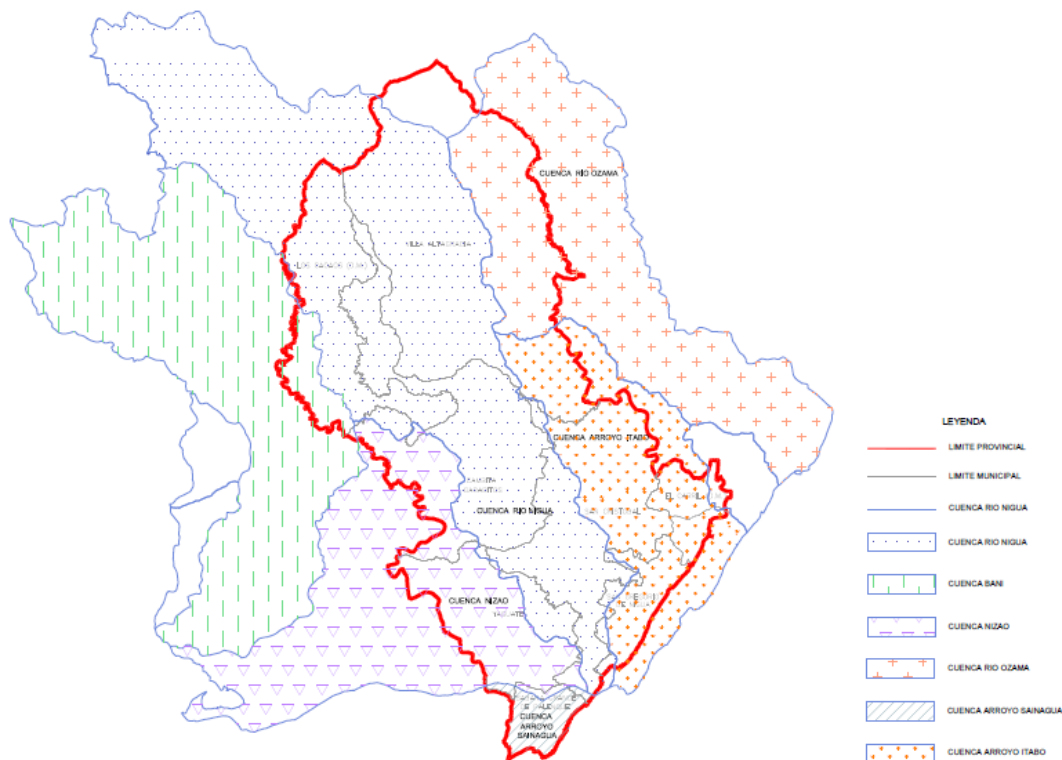 CUENCA RÍO OZAMA
VILLA ALTAGRACIA
CUENCA ARROYO ITABO
CUENCA RIO NIGUA
CUENCA NIZAO
CUENCA
ARROYO
SAINAGUA
LEYENDA
LIMITE PROVINCIAL
LIMITE MUNICIPAL
CUENCA RIO NIGUA
CUENCA RIO NIGUA
CUENCA BANI
CUENCA NIZAO
CUENCA RIO OZAMA
CUENCA ARROYO SAINAGUA
CUENCA ARROYO ITABO